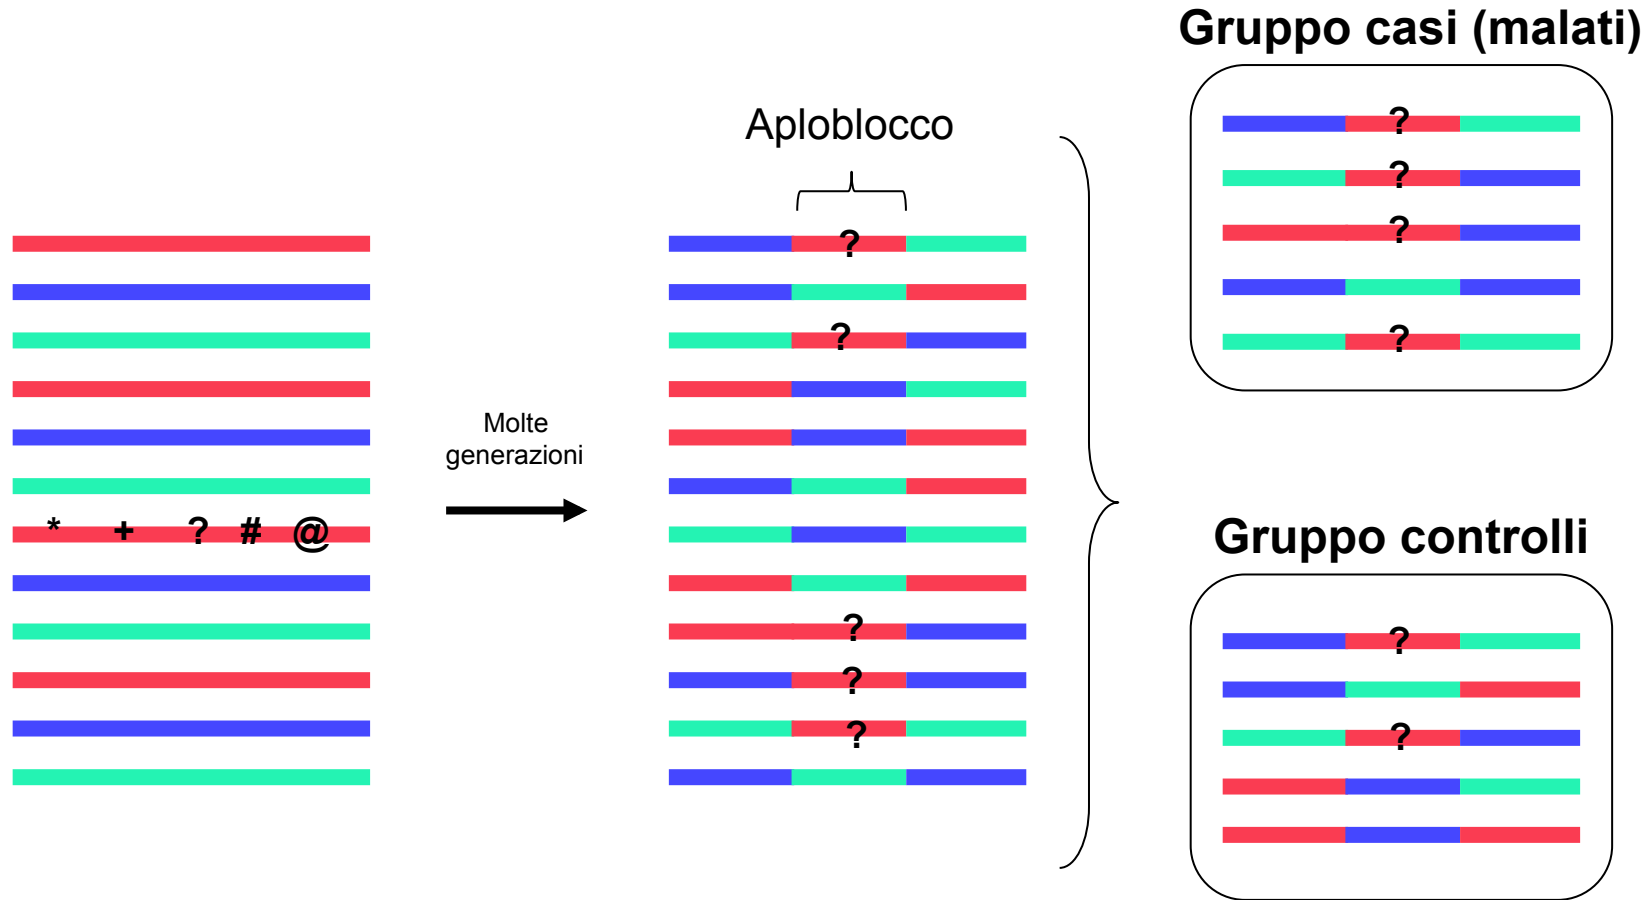 Gruppo casi (malati)
Aploblocco
Molte
generazioni
* + ? # @
?
?
?
?
?
?
?
?
?
Gruppo controlli
?
?